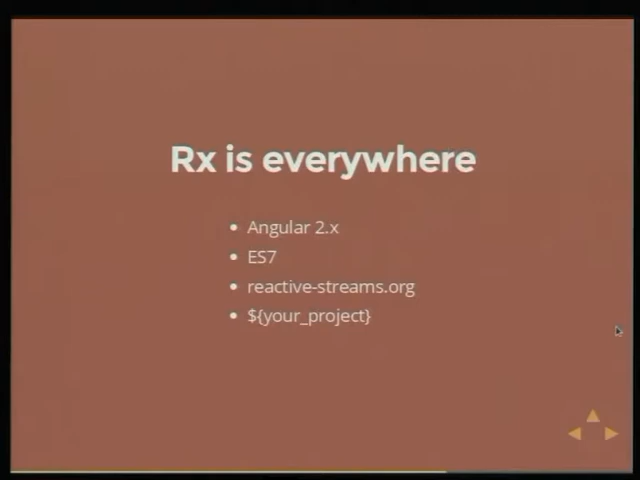 Rx is everywhere
Angular 2.x
ES7
reactive-streams.org
${your_project}